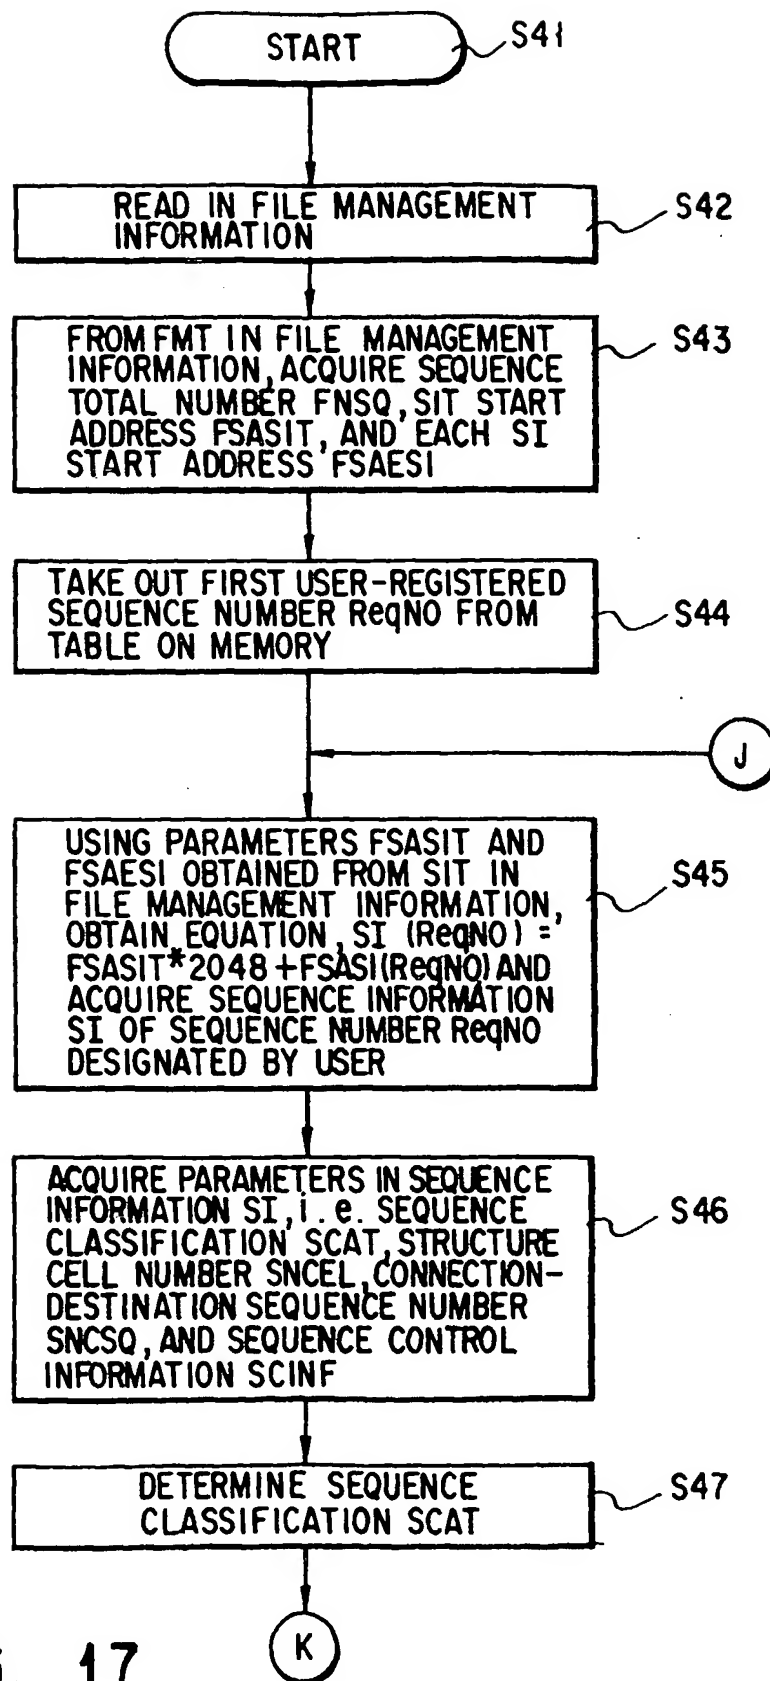 START
S41
READ IN FILE MANAGEMENT
INFORMATION
S42
FROM FMT IN FILE MANAGEMENT
INFORMATION, ACQUIRE SEQUENCE
TOTAL NUMBER FNSQ, SIT START
ADDRESS FSASIT, AND EACH SI
START ADDRESS FSAESI
S43
TAKE OUT FIRST USER-REGISTERED
SEQUENCE NUMBER ReqNO FROM
TABLE ON MEMORY
S44
J
USING PARAMETERS FSASIT AND
FSAESI OBTAINED FROM SIT IN
FILE MANAGEMENT INFORMATION,
OBTAIN EQUATION, SI (ReqNO) =
FSASIT*2048+FSASI(ReqNO) AND
ACQUIRE SEQUENCE INFORMATION
SI OF SEQUENCE NUMBER ReqNO
DESIGNATED BY USER
S45
ACQUIRE PARAMETERS IN SEQUENCE
INFORMATION SI, i.e. SEQUENCE
CLASSIFICATION SCAT, STRUCTURE
CELL NUMBER SNCEL, CONNECTION-
DESTINATION SEQUENCE NUMBER
SNCSQ, AND SEQUENCE CONTROL
INFORMATION SCINF
S46
DETERMINE SEQUENCE
CLASSIFICATION SCAT
S47
K
17